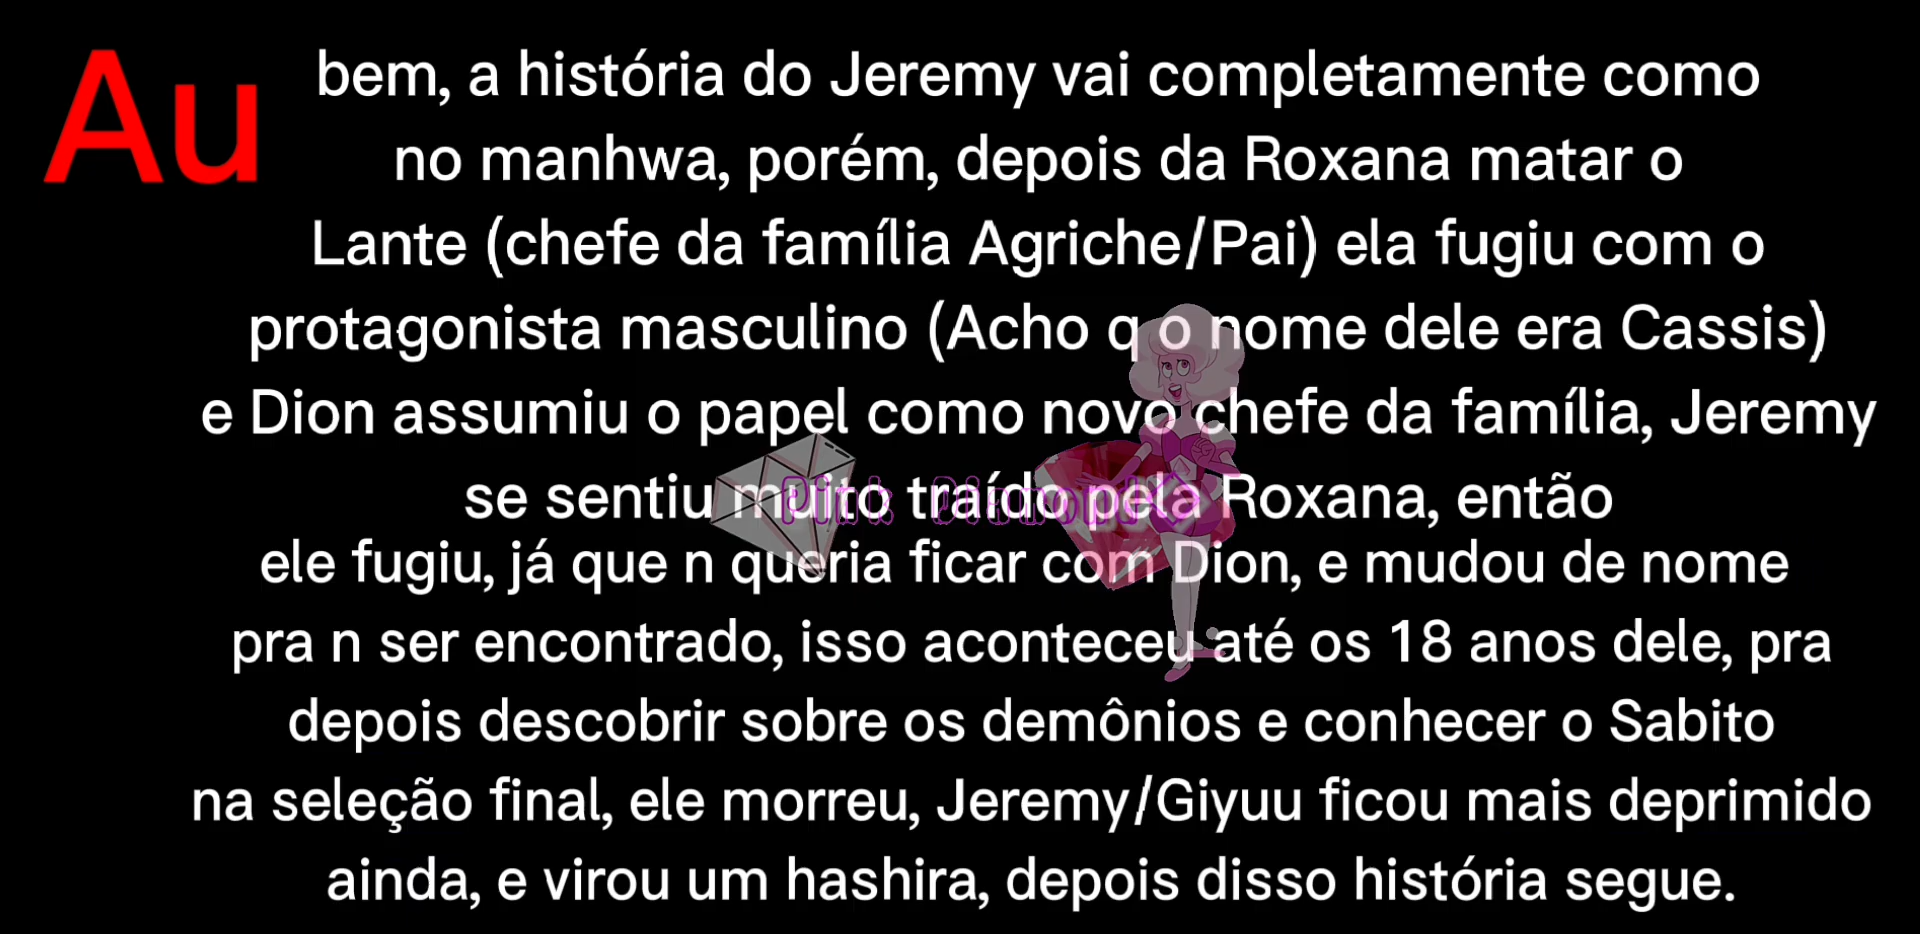 Au
bem, a história do Jeremy vai completamente como
no manhwa, porém, depois da Roxana matar o
Lante (chefe da família Agriche/Pai) ela fugiu com o
protagonista masculino (Acho q o nome dele era Cassis)
e Dion assumiu o papel como novo chefe da família, Jeremy
se sentiu muito traído pela Roxana, então
ele fugiu, já que n queria ficar com Dion, e mudou de nome
pra n ser encontrado, isso aconteceu até os 18 anos dele, pra
depois descobrir sobre os demônios e conhecer o Sabito
na seleção final, ele morreu, Jeremy/Giyuu ficou mais deprimido
ainda, e virou um hashira, depois disso história segue.
Pink Diamond